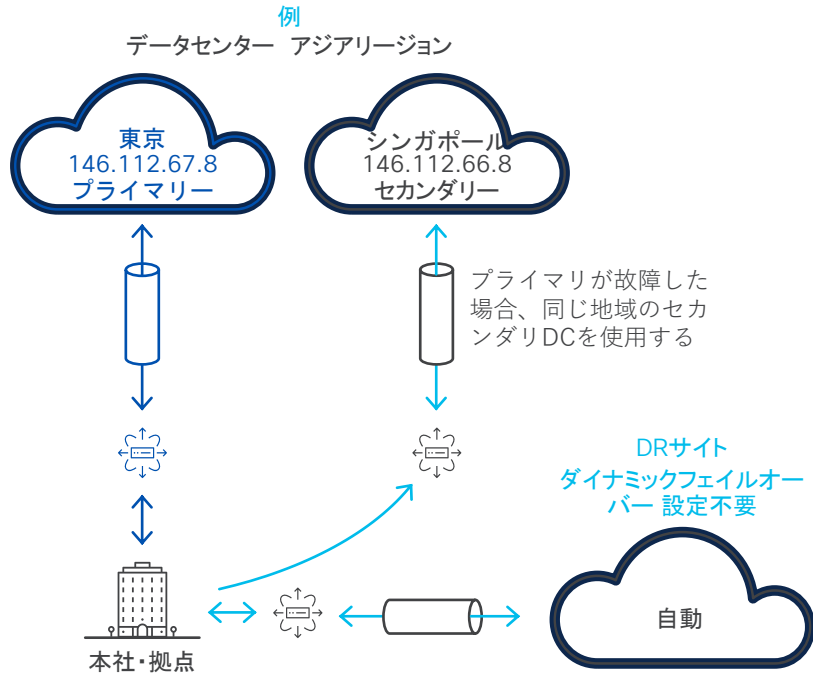 例
データセンター アジアリージョン
東京
146.112.67.8
プライマリー
シンガポール
146.112.66.8
セカンダリー
プライマリが故障した
場合、同じ地域のセカ
ンダリDCを使用する
DRサイト
ダイナミックフェイルオー
バー 設定不要
自動
本社・拠点